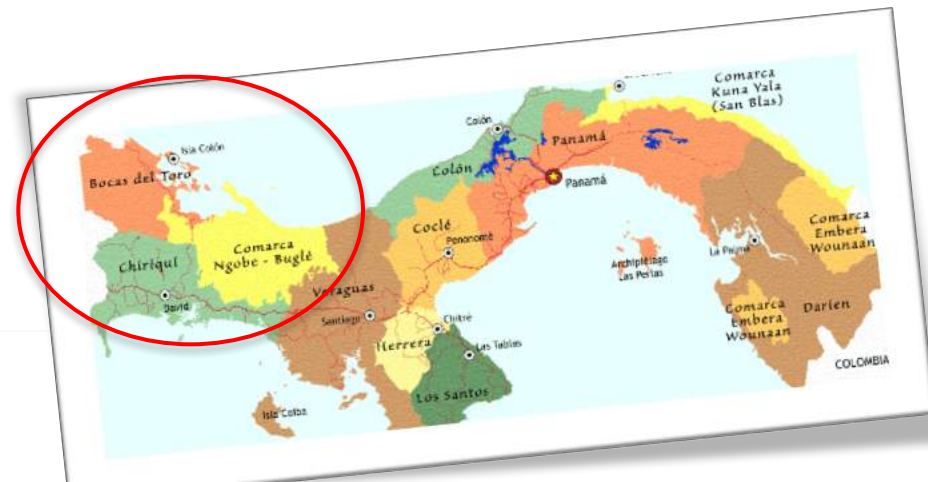 Comarca
Kuna Yala
(San Blas)
Colón
Panamá
Isla Colón
Bocas del Toro
Colón
Panamá
Coclé
Comarca
Ngobe - Buglé
Penonomé
Chiriquí
Comarca
Embera
Wounaan
La Palma
Archipiélago
Las Perlas
David
Veraguas
Santiago
Chitré
Herrera
Las Tablas
Comarca
Embera
Wounaan
Darien
COLOMBIA
Los Santos
Isla Coiba